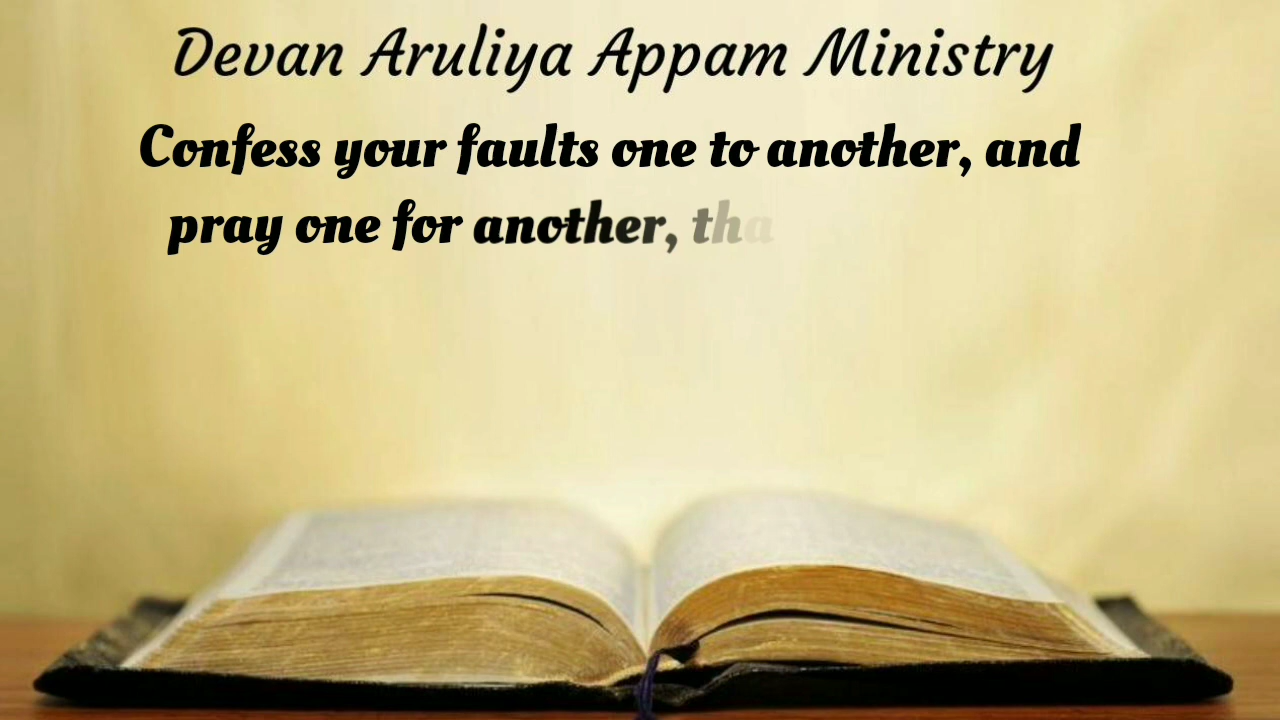 Devan Aruliya Appam Ministry
Confess your faults one to another, and
pray one for another, tha